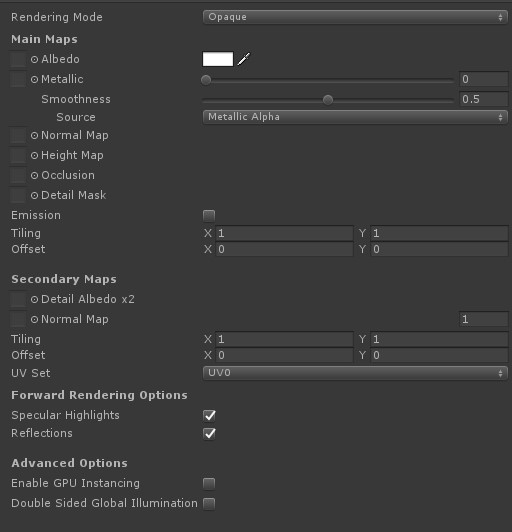 Rendering Mode Opaque
Main Maps
Albedo
Metallic 0
Smoothness 0.5
Source Metallic Alpha
Normal Map
Height Map
Occlusion
Detail Mask
Emission
Tiling X 1 Y 1
Offset X 0 Y 0
Secondary Maps
Detail Albedo x2
Normal Map 1
Tiling X 1 Y 1
Offset X 0 Y 0
UV Set UV0
Forward Rendering Options
Specular Highlights
Reflections
Advanced Options
Enable GPU Instancing
Double Sided Global Illumination